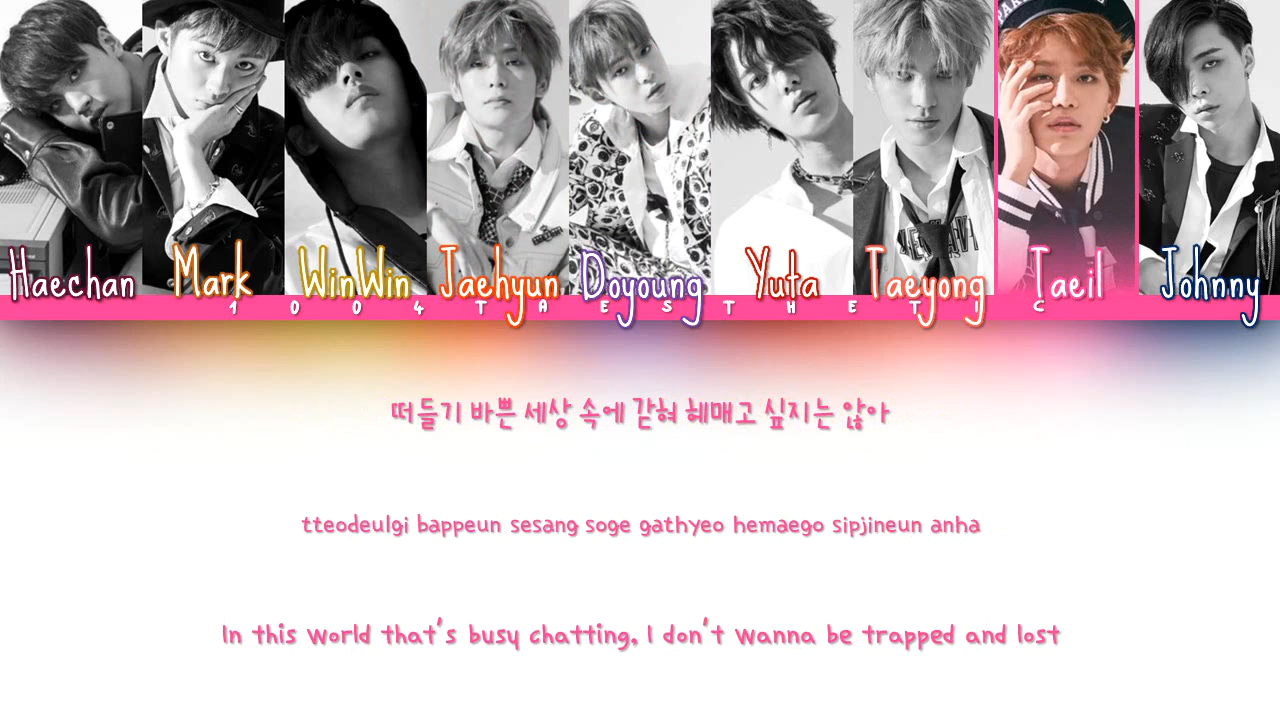 PAR
Haechan Mark WinWin Jaehyun Doyoung Yuta Taeyong Taeil Johnny
1 0 0 4 T A E S T H E T I C
떠들기 바쁜 세상 속에 갇혀 헤매고 싶지는 않아
tteodeulgi bappeun sesang soge gathyeo hemaego sipjineun anha
In this world that's busy chatting, I don't wanna be trapped and lost